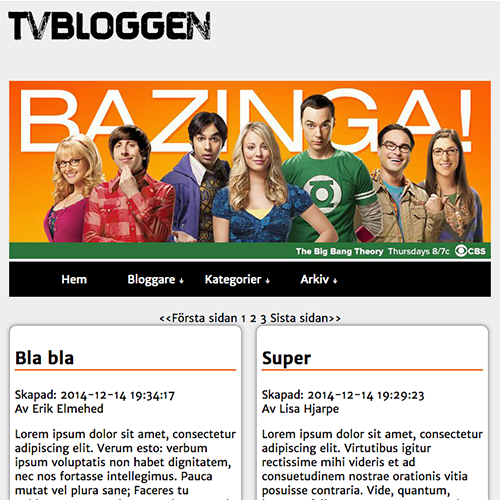 TVBLOGGEN
BAZINGA!
The Big Bang Theory Thursdays 8/7c CBS
Hem Bloggare ↓ Kategorier ↓ Arkiv ↓
<<Första sidan 1 2 3 Sista sidan>>
Bla bla
Skapad: 2014-12-14 19:34:17
Av Erik Elmehed
Lorem ipsum dolor sit amet, consectetur
adipiscing elit. Verum esto: verbum
ipsum voluptatis non habet dignitatem,
nec nos fortasse intellegimus. Pauca
mutat vel plura sane; Faceres tu
Super
Skapad: 2014-12-14 19:29:23
Av Lisa Hjarpe
Lorem ipsum dolor sit amet, consectetur
adipiscing elit. Virtutibus igitur
rectissime mihi videris et ad
consuetudinem nostrae orationis vitia
posuisse contraria. Vide, quantum,